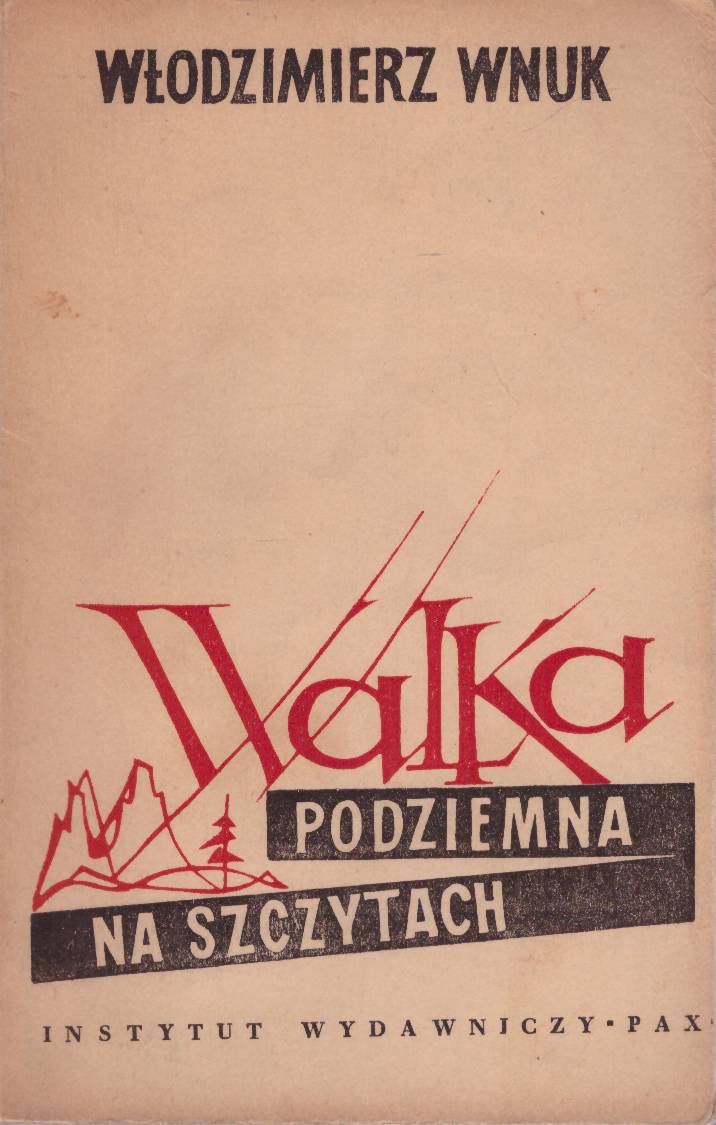 WŁODZIMIERZ WNUK
Walka
PODZIEMNA
NA SZCZYTACH
INSTYTUT WYDAWNICZY · PAX ·